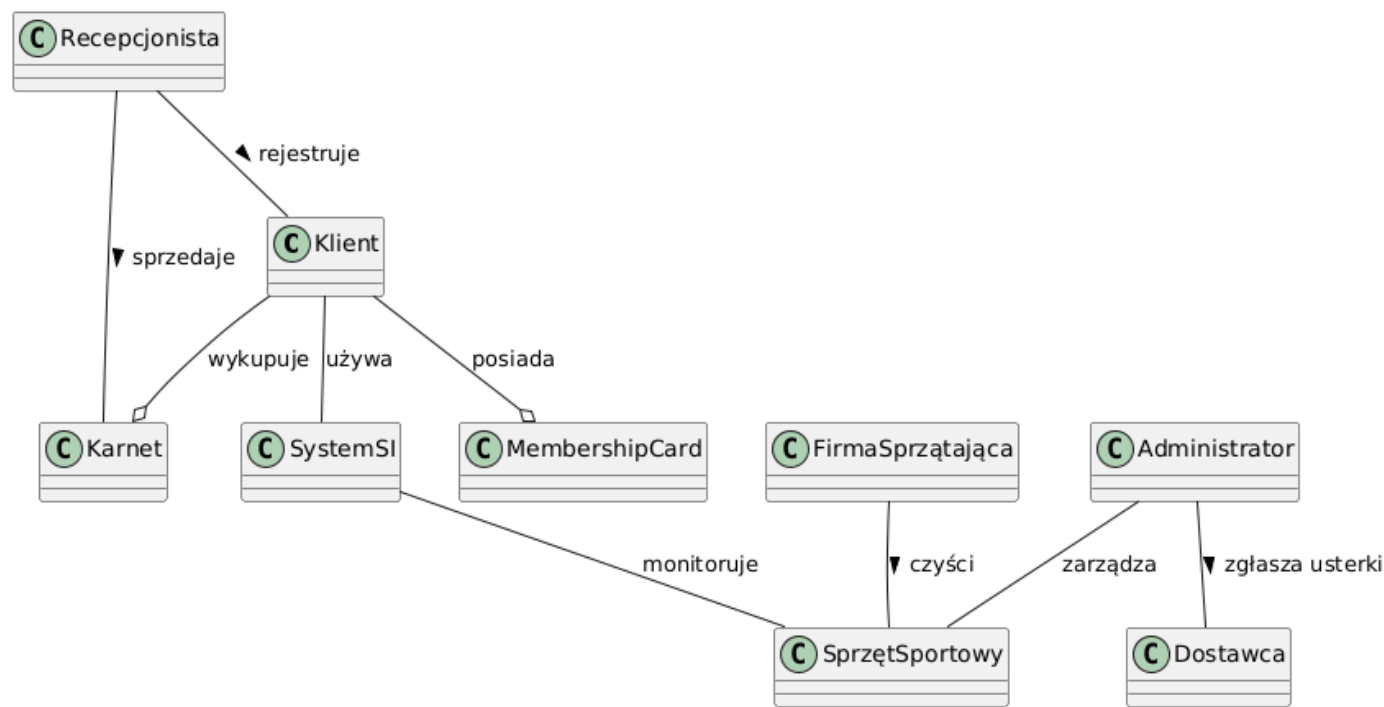 C Recepcjonista
rejestruje
sprzedaje
C Klient
wykupuje
używa
posiada
C Karnet
C SystemSI
C MembershipCard
C FirmaSprzątająca
C Administrator
monitoruje
czyści
zarządza
zgłasza usterki
C SprzętSportowy
C Dostawca